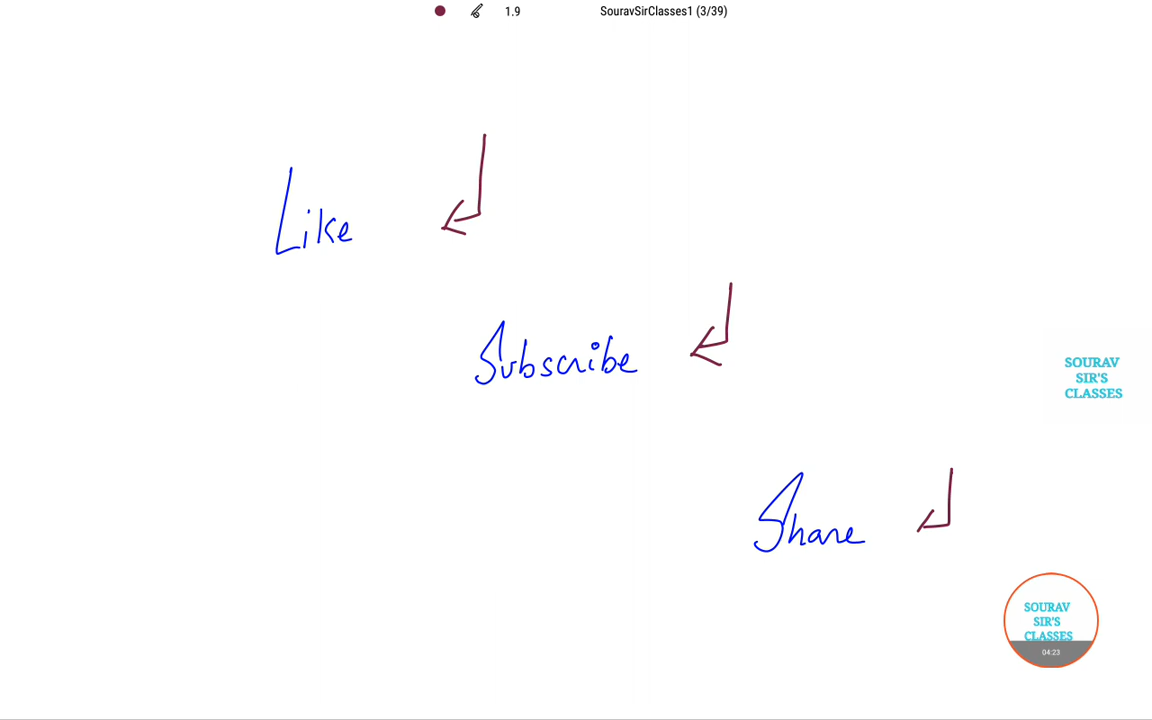 1.9 SouravSirClasses1 (3/39)
Like
Subscribe
SOURAV
SIR'S
CLASSES
Share
SOURAV
SIR'S
CLASSES
04:23